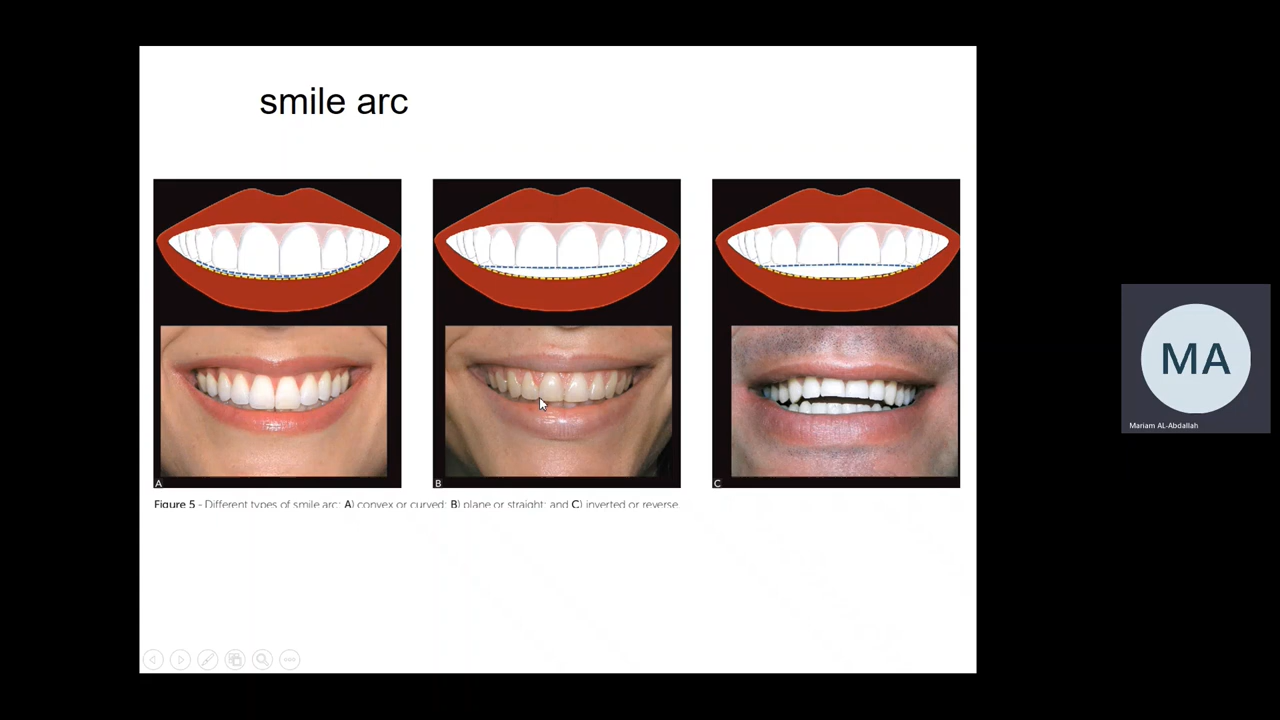 smile arc
A
B
C
Figure 5 - Different types of smile arc: A) convex or curved; B) plane or straight; and C) inverted or reverse.
MA
Mariam AL-Abdallah